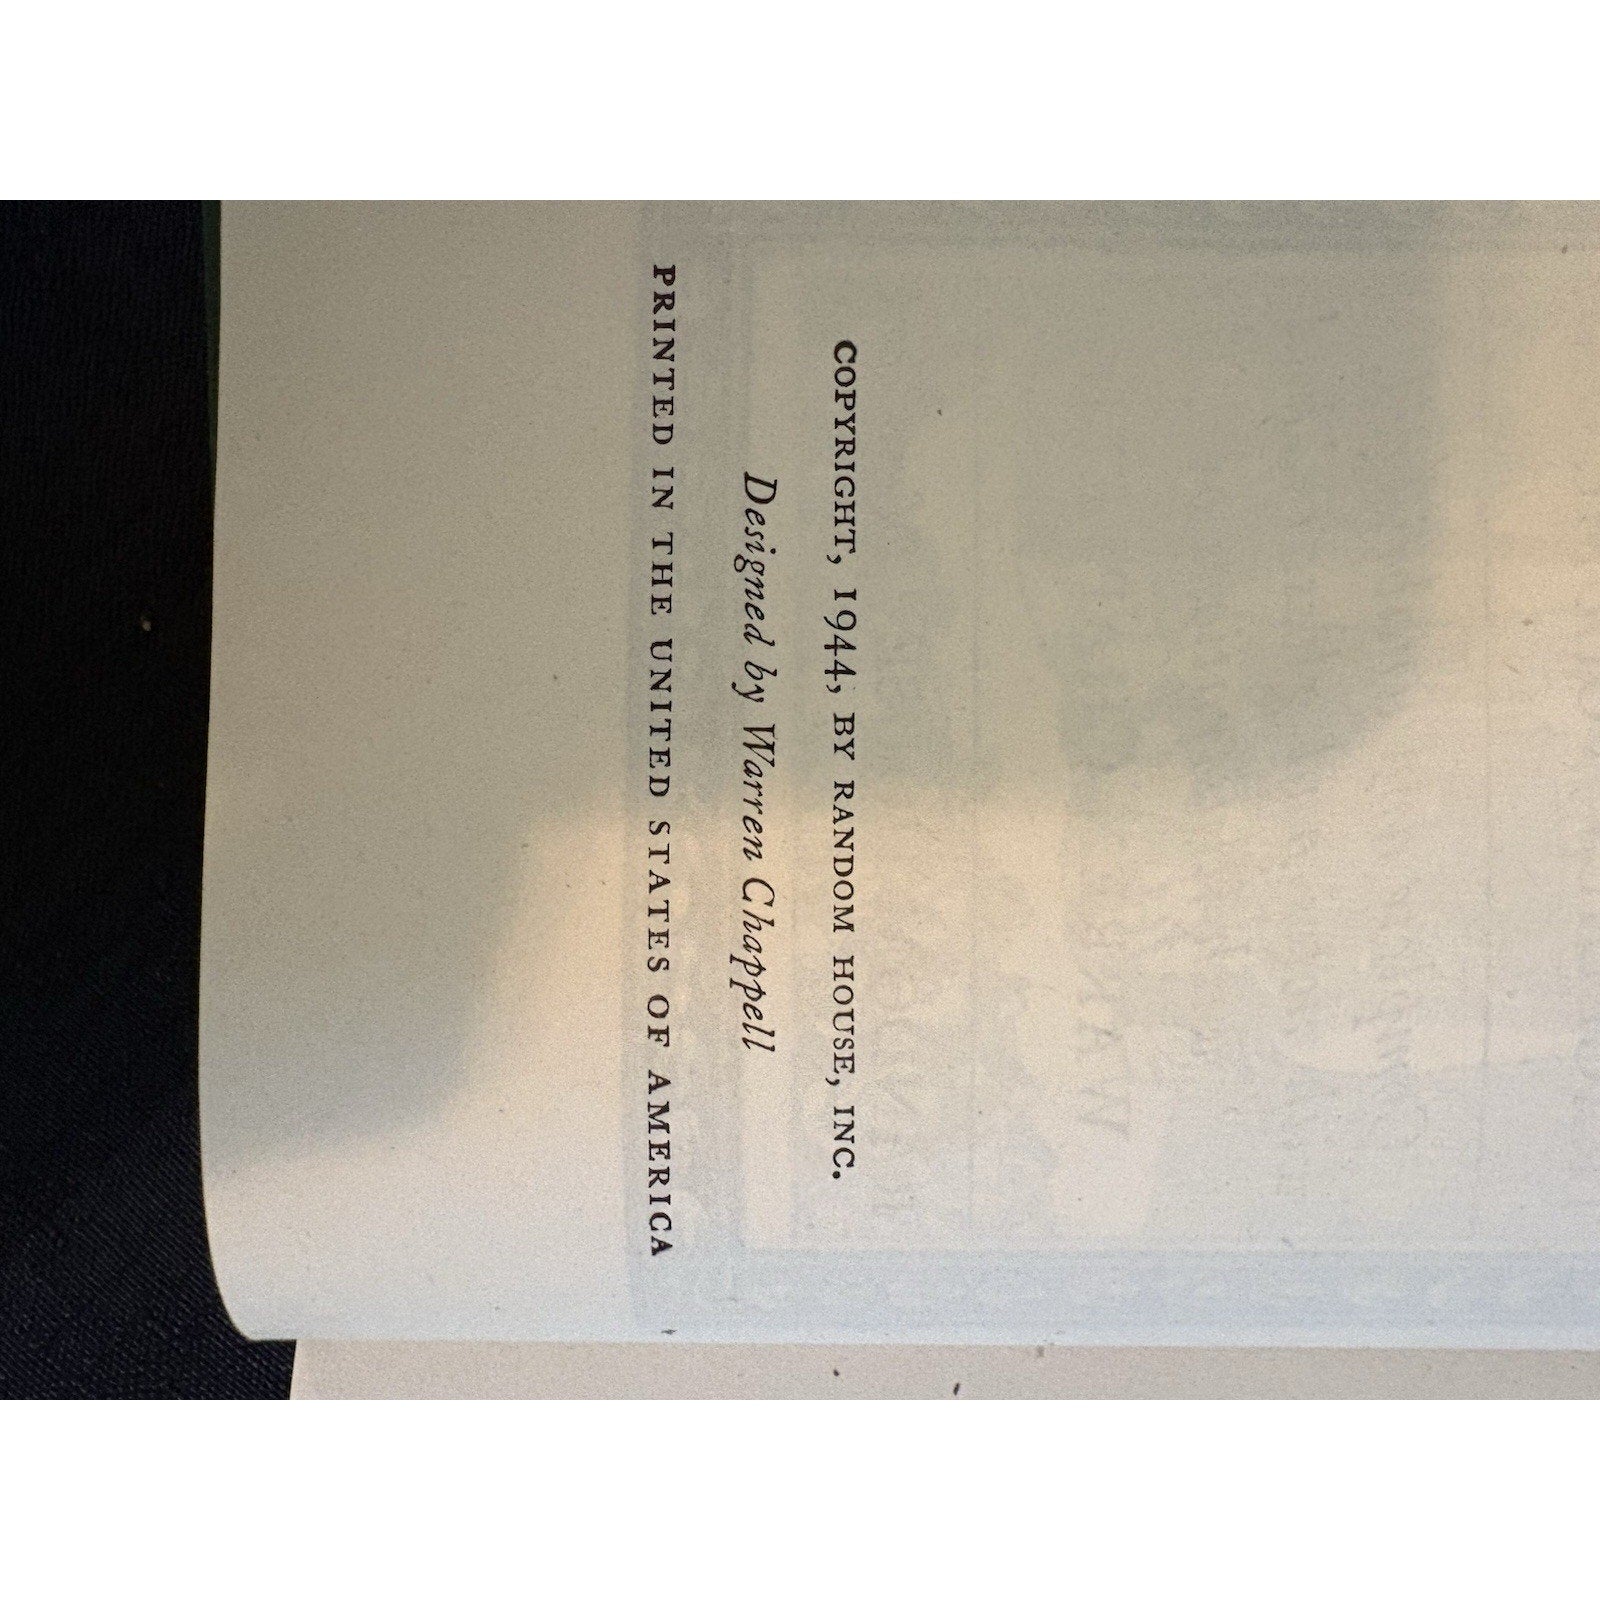 COPYRIGHT, 1944, BY RANDOM HOUSE, INC.
Designed by Warren Chappell
PRINTED IN THE UNITED STATES OF AMERICA